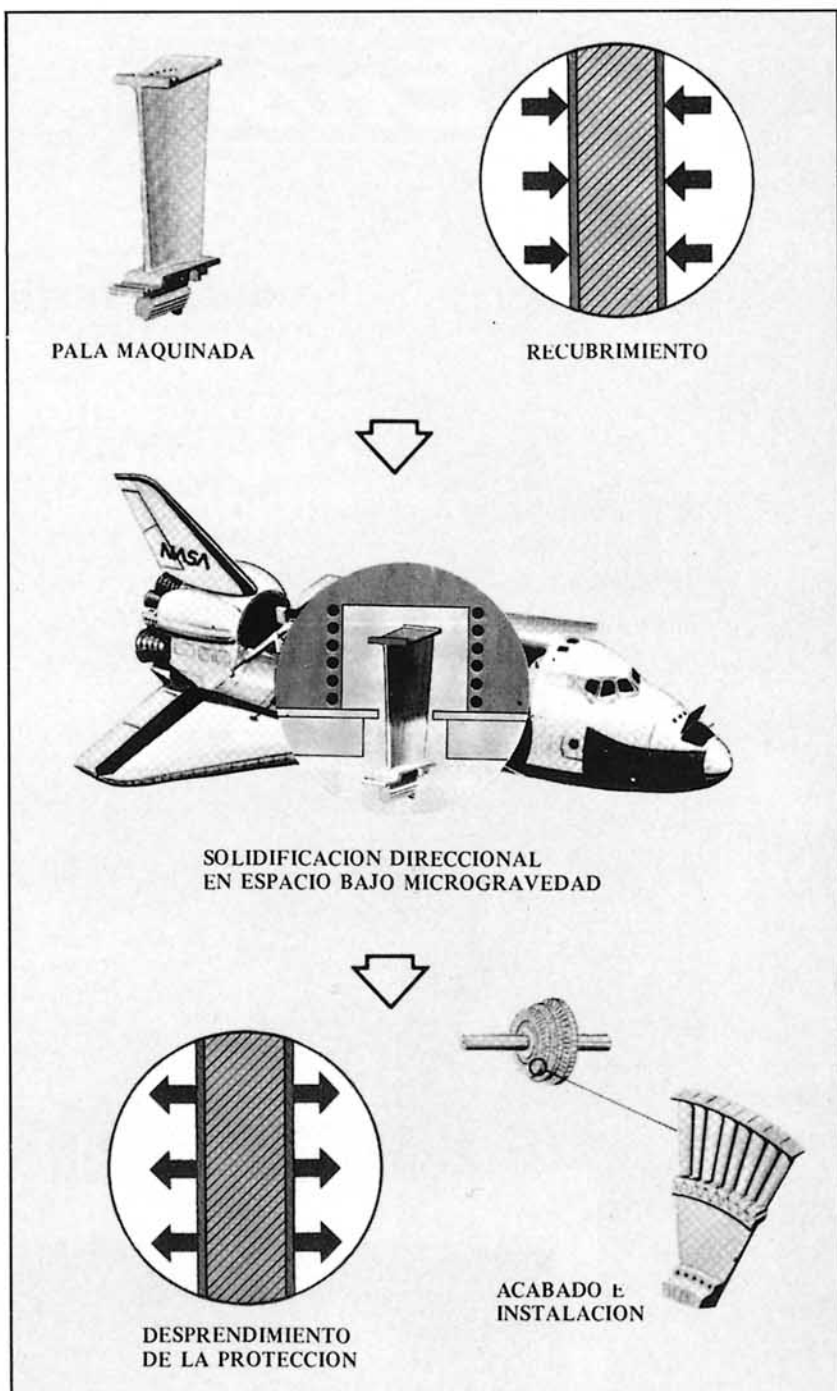 PALA MAQUINADA
RECUBRIMIENTO
NASA
SOLIDIFICACION DIRECCIONAL
EN ESPACIO BAJO MICROGRAVEDAD
DESPRENDIMIENTO
DE LA PROTECCION
ACABADO E
INSTALACION